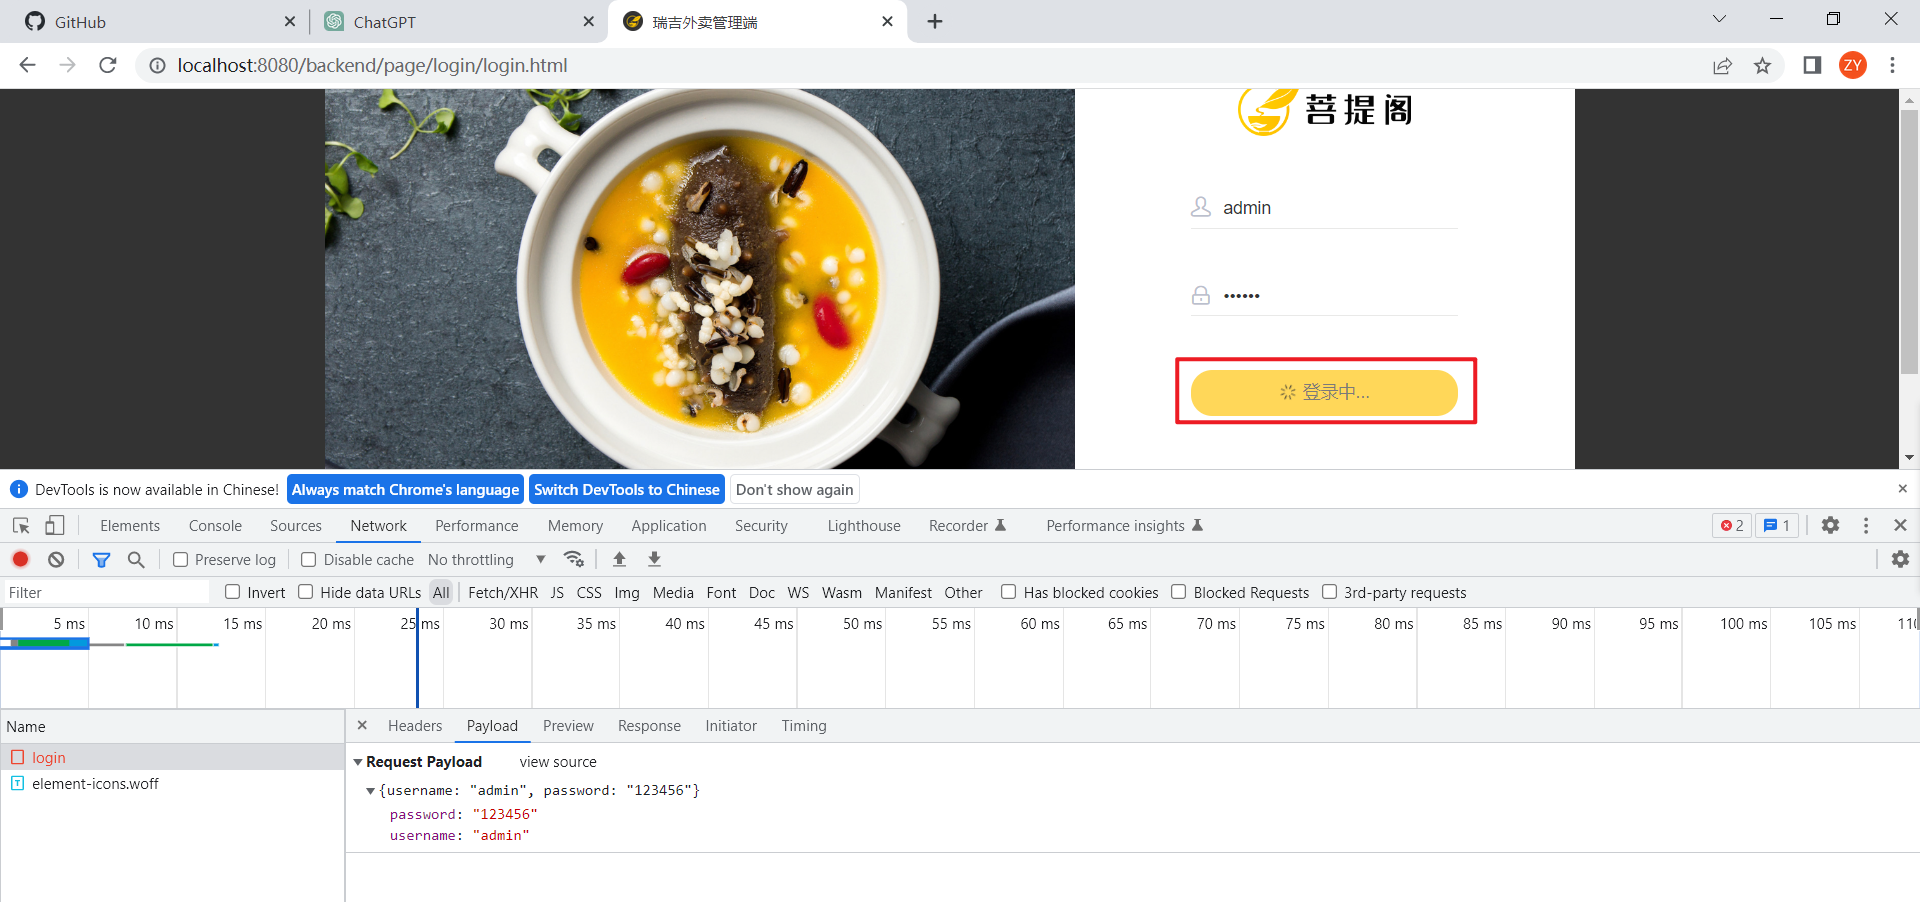 GitHub
ChatGPT
瑞吉外卖管理端
localhost:8080/backend/page/login/login.html
ZY
菩提阁
admin
••••••
登录中...
DevTools is now available in Chinese!
Always match Chrome's language
Switch DevTools to Chinese
Don't show again
Elements
Console
Sources
Network
Performance
Memory
Application
Security
Lighthouse
Recorder
Performance insights
2
1
Preserve log
Disable cache
No throttling
Filter
Invert
Hide data URLs
All
Fetch/XHR
JS
CSS
Img
Media
Font
Doc
WS
Wasm
Manifest
Other
Has blocked cookies
Blocked Requests
3rd-party requests
5 ms
10 ms
15 ms
20 ms
25 ms
30 ms
35 ms
40 ms
45 ms
50 ms
55 ms
60 ms
65 ms
70 ms
75 ms
80 ms
85 ms
90 ms
95 ms
100 ms
105 ms
Name
Headers
Payload
Preview
Response
Initiator
Timing
login
element-icons.woff
Request Payload
view source
{username: "admin", password: "123456"}
password: "123456"
username: "admin"